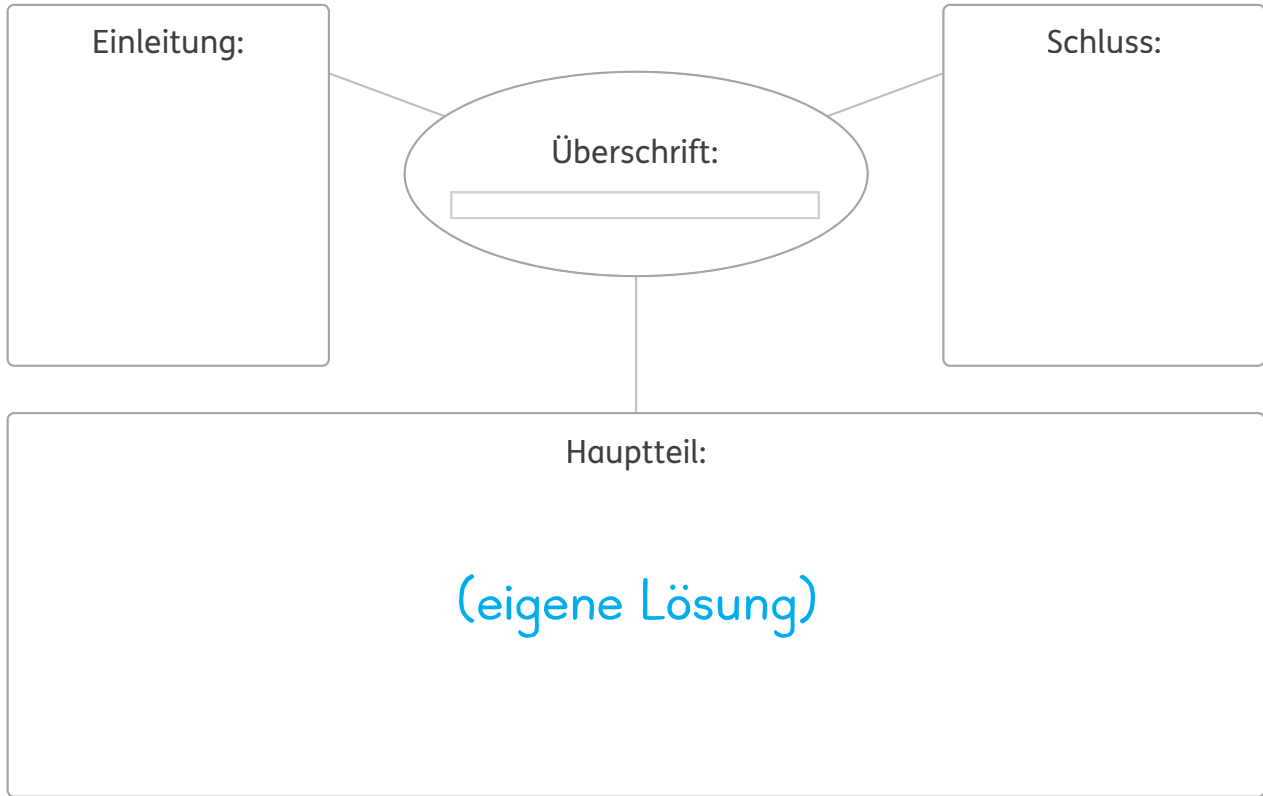 Einleitung:
Schluss:
Überschrift:
Hauptteil:
(eigene Lösung)